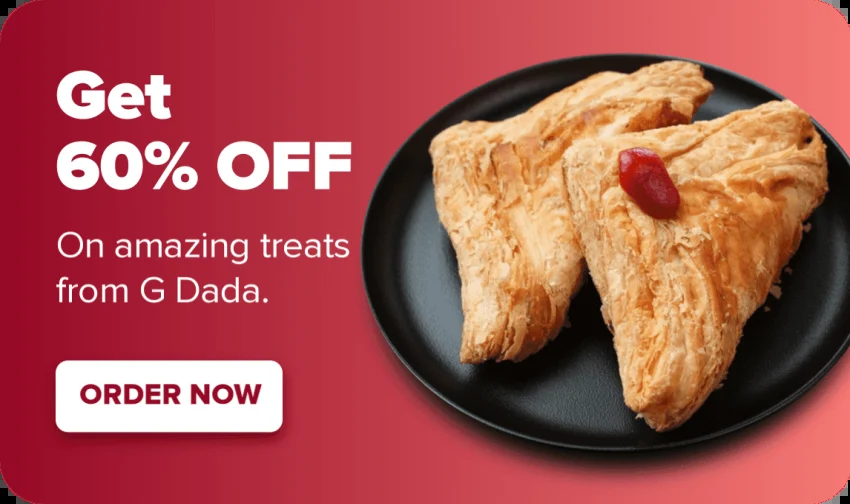 Get
60% OFF
On amazing treats
from G Dada.
ORDER NOW